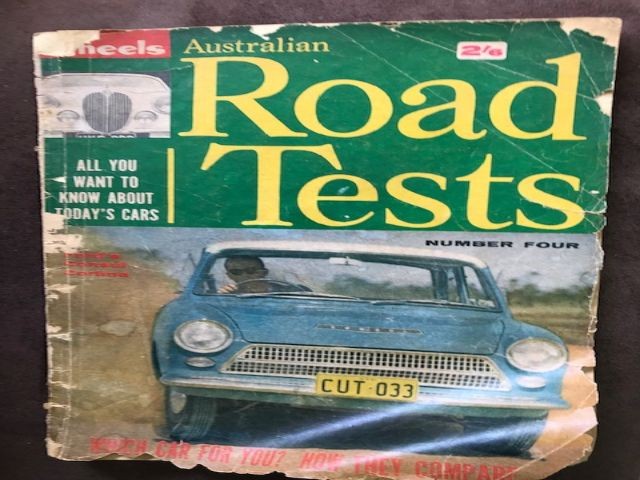 wheels Australian 2/6
Road
Tests
ALL YOU
WANT TO
KNOW ABOUT
TODAY'S CARS
NUMBER FOUR
Cortina
CUT·033
WHICH CAR FOR YOU? HOW THEY COMPARE